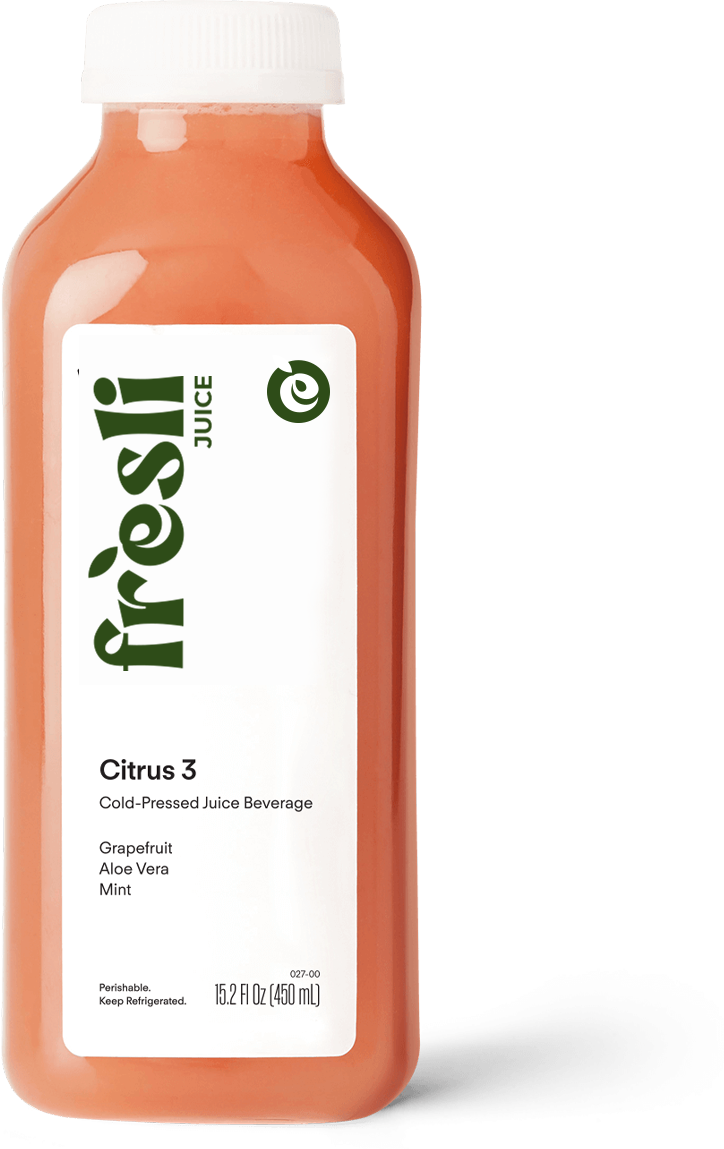 frèsli
JUICE
Citrus 3
Cold-Pressed Juice Beverage
Grapefruit
Aloe Vera
Mint
Perishable.
Keep Refrigerated.
027-00
15.2 Fl Oz (450 mL)